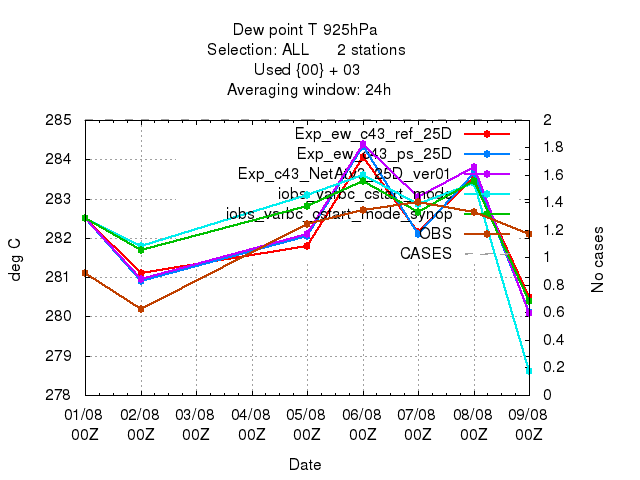 Dew point T 925hPa
Selection: ALL 2 stations
Used {00} + 03
Averaging window: 24h
285 2
284 1.8
283 1.6
282 1.4
281 1.2
280 1
279 0.8
278 0.6
0.4
0.2
0
Exp_ew_c43_ref_25D
Exp_ew_c43_ps_25D
Exp_c43_NetAtm2_25D_ver01
iobs_varbc_cstart_mode
iobs_varbc_cstart_mode_synop
OBS
CASES
deg C
No cases
01/08 02/08 03/08 04/08 05/08 06/08 07/08 08/08 09/08
00Z 00Z 00Z 00Z 00Z 00Z 00Z 00Z 00Z
Date